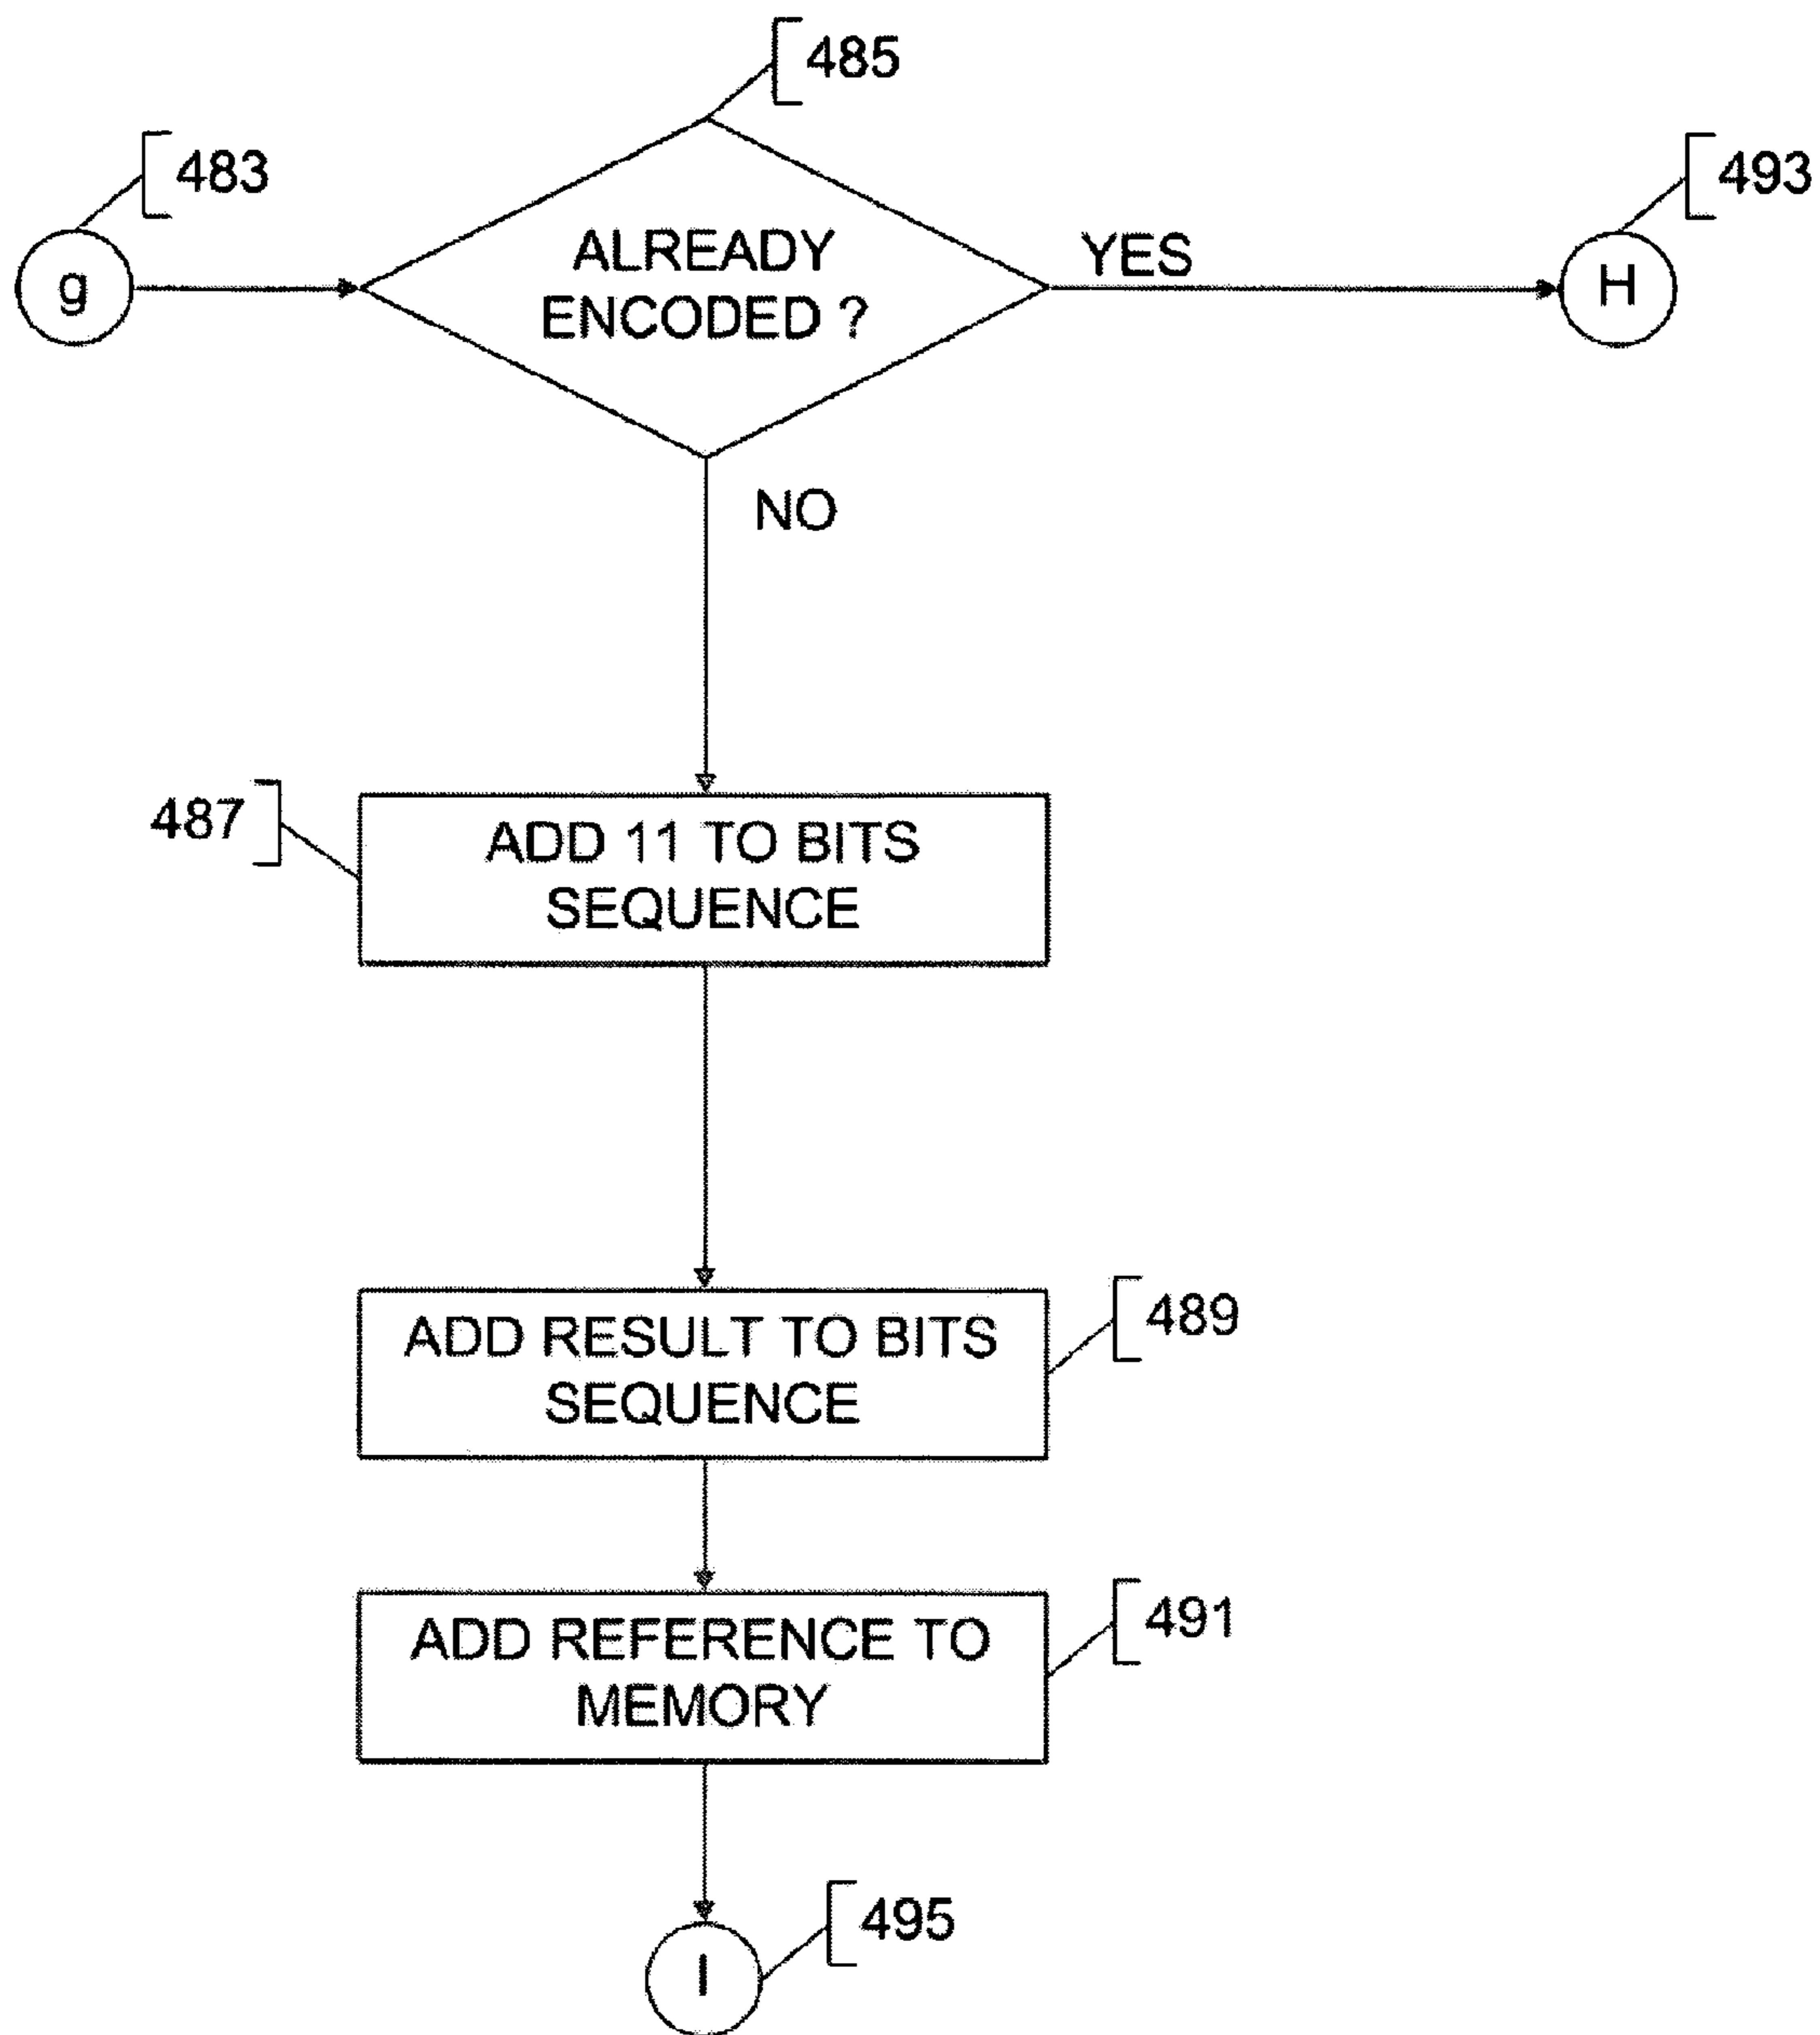 485
483
493
g
ALREADY
ENCODED ?
YES
H
NO
487
ADD 11 TO BITS
SEQUENCE
ADD RESULT TO BITS
SEQUENCE
489
ADD REFERENCE TO
MEMORY
491
495
I